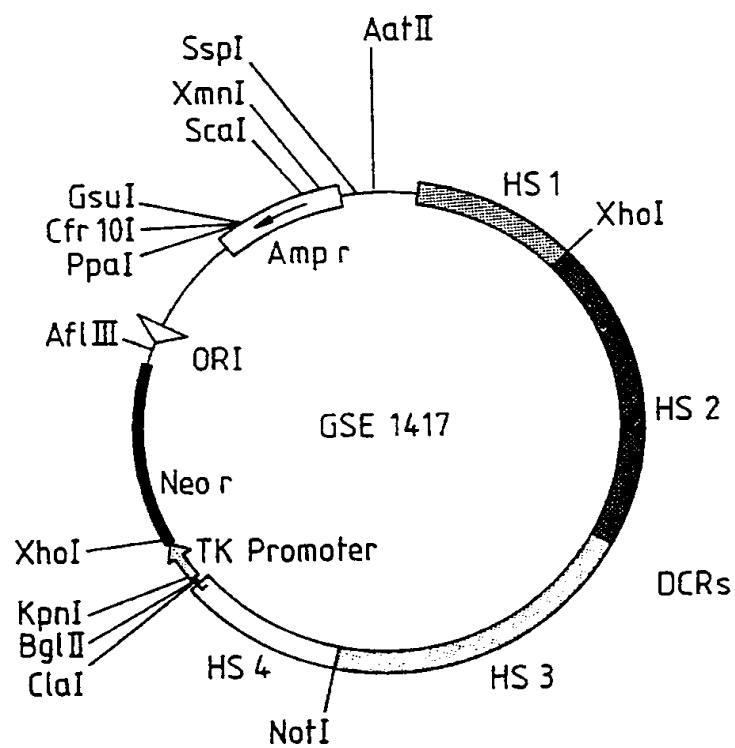 AatII
SspI
XmnI
ScaI
HS 1
GsuI
XhoI
Cfr 10I
PpaI
Amp r
AflIII
ORI
HS 2
GSE 1417
Neo r
XhoI
TK Promoter
DCRs
KpnI
BglII
HS 4
HS 3
ClaI
NotI